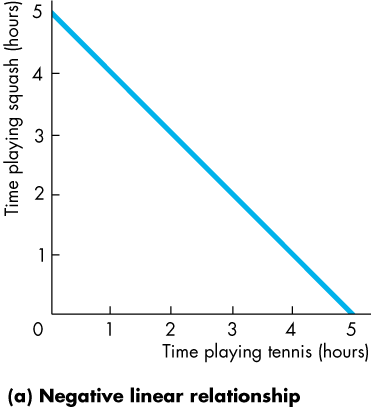 Time playing squash (hours)
5
4
3
2
1
0
1 2 3 4 5
Time playing tennis (hours)
(a) Negative linear relationship